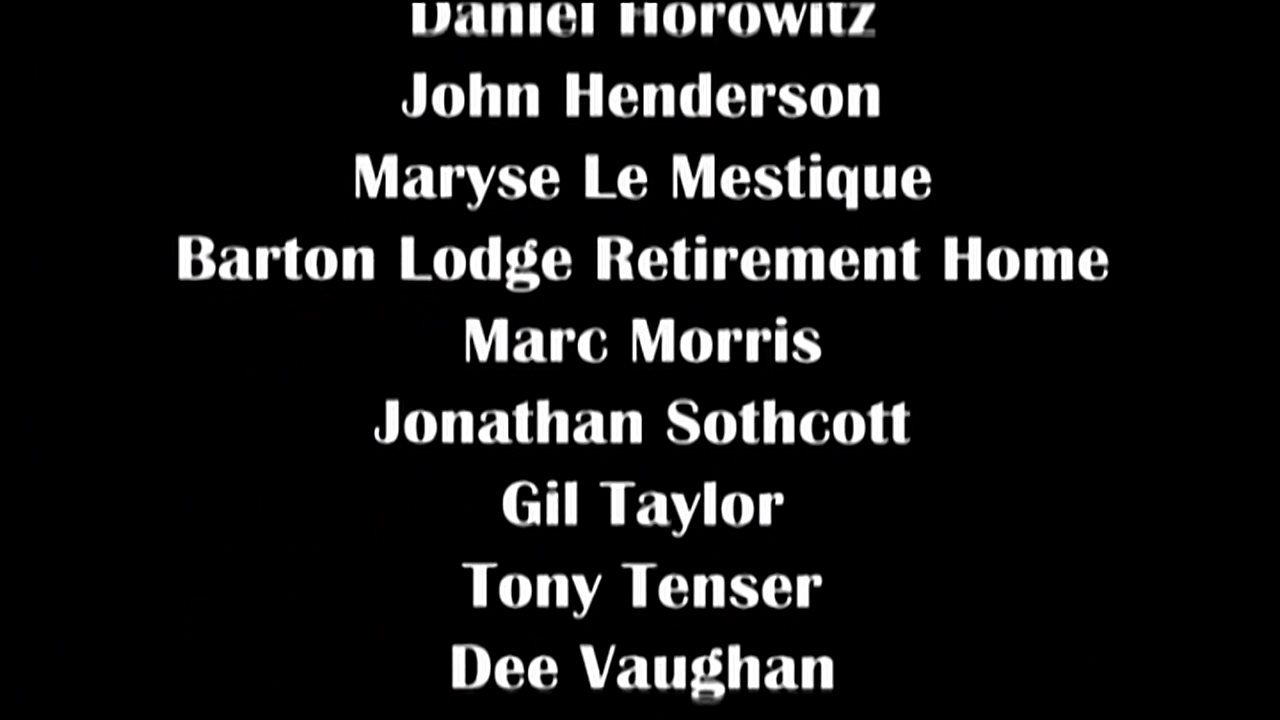 Daniel Horowitz
John Henderson
Maryse Le Mestique
Barton Lodge Retirement Home
Marc Morris
Jonathan Sothcott
Gil Taylor
Tony Tenser
Dee Vaughan